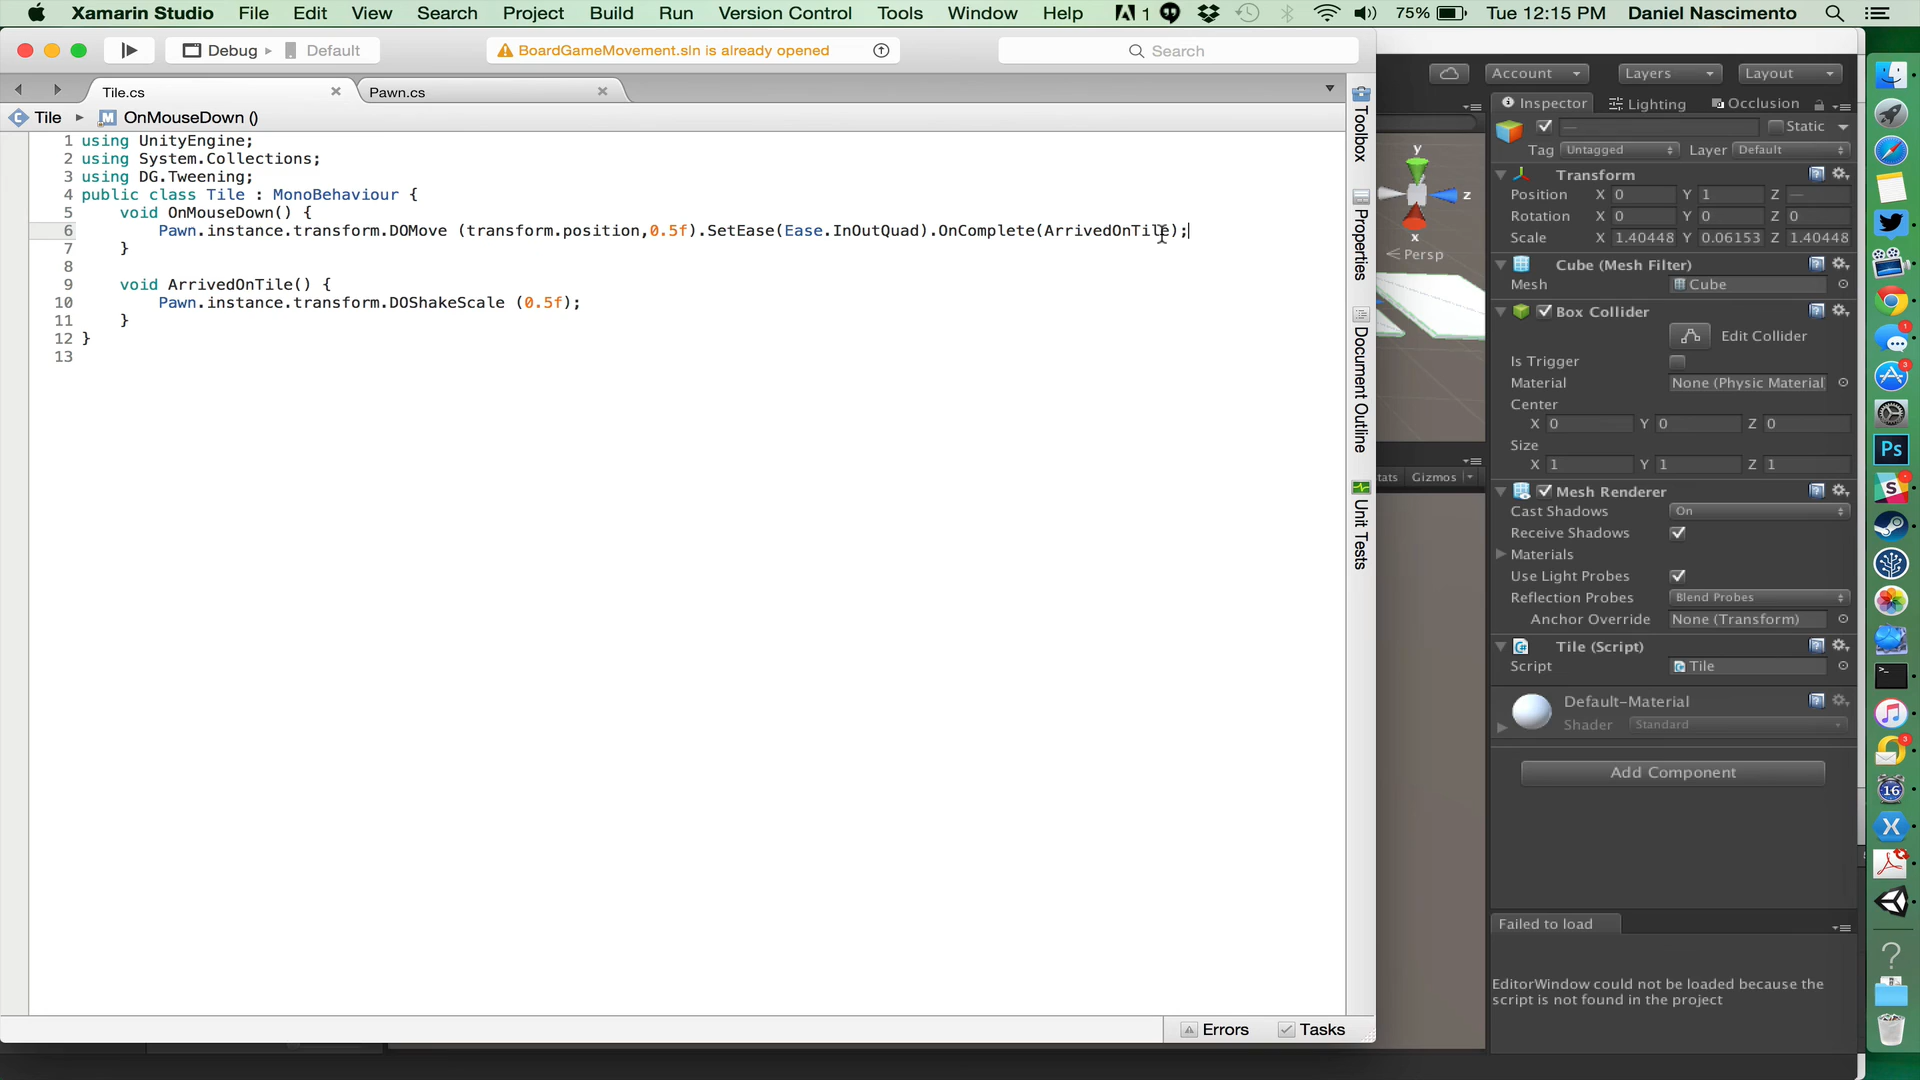 Xamarin Studio File Edit View Search Project Build Run Version Control Tools Window Help 1 75% Tue 12:15 PM Daniel Nascimento
Debug Default BoardGameMovement.sln is already opened Search
Account Layers Layout
Tile.cs Pawn.cs
Inspector Lighting Occlusion
Tile OnMouseDown ()
— Static
Tag Untagged Layer Default
1 using UnityEngine;
2 using System.Collections;
3 using DG.Tweening;
4 public class Tile : MonoBehaviour {
5 void OnMouseDown() {
6 Pawn.instance.transform.DOMove (transform.position,0.5f).SetEase(Ease.InOutQuad).OnComplete(ArrivedOnTile);
7 }
8
9 void ArrivedOnTile() {
10 Pawn.instance.transform.DOShakeScale (0.5f);
11 }
12 }
13
Toolbox
Properties
Document Outline
Unit Tests
y
z
x
Persp
tats Gizmos
Transform
Position X 0 Y 1 Z —
Rotation X 0 Y 0 Z 0
Scale X 1.40448 Y 0.06153 Z 1.40448
Cube (Mesh Filter)
Mesh Cube
Box Collider
Edit Collider
Is Trigger
Material None (Physic Material)
Center
X 0 Y 0 Z 0
Size
X 1 Y 1 Z 1
Mesh Renderer
Cast Shadows On
Receive Shadows
Materials
Use Light Probes
Reflection Probes Blend Probes
Anchor Override None (Transform)
Tile (Script)
Script Tile
Default-Material
Shader Standard
Add Component
Failed to load
EditorWindow could not be loaded because the
script is not found in the project
Errors Tasks
1
3
Ps
3
16